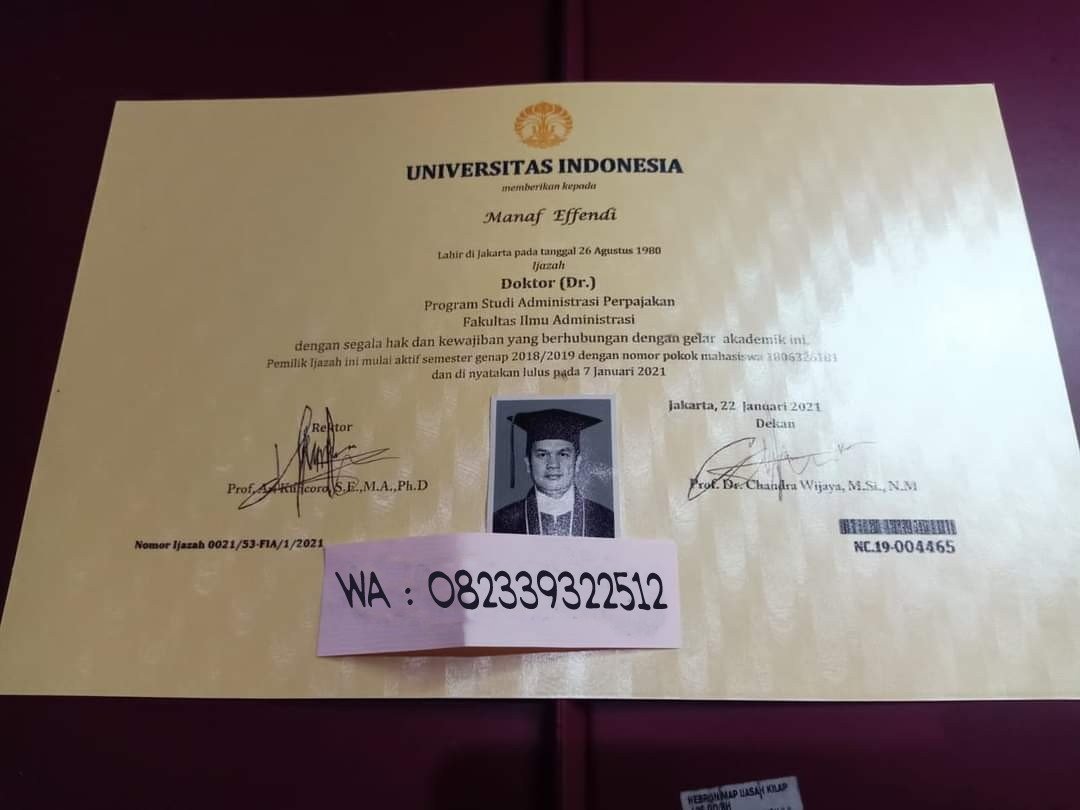 UNIVERSITAS INDONESIA
memberikan kepada
Manaf Effendi
Lahir di Jakarta pada tanggal 26 Agustus 1980
Ijazah
Doktor (Dr.)
Program Studi Administrasi Perpajakan
Fakultas Ilmu Administrasi
dengan segala hak dan kewajiban yang berhubungan dengan gelar akademik ini.
Pemilik Ijazah ini mulai aktif semester genap 2018/2019 dengan nomor pokok mahasiswa
dan di nyatakan lulus pada 7 Januari 2021
Jakarta, 22 Januari 2021
Rektor
Dekan
Prof, Kuncoro, S.E.,M.A.,Ph.D
Prof. Dr. Chandra Wijaya, M.Si., N.M
Nomor Ijazah 0021/53-FIA/1/2021
NC.19-004465
WA : 082339322512